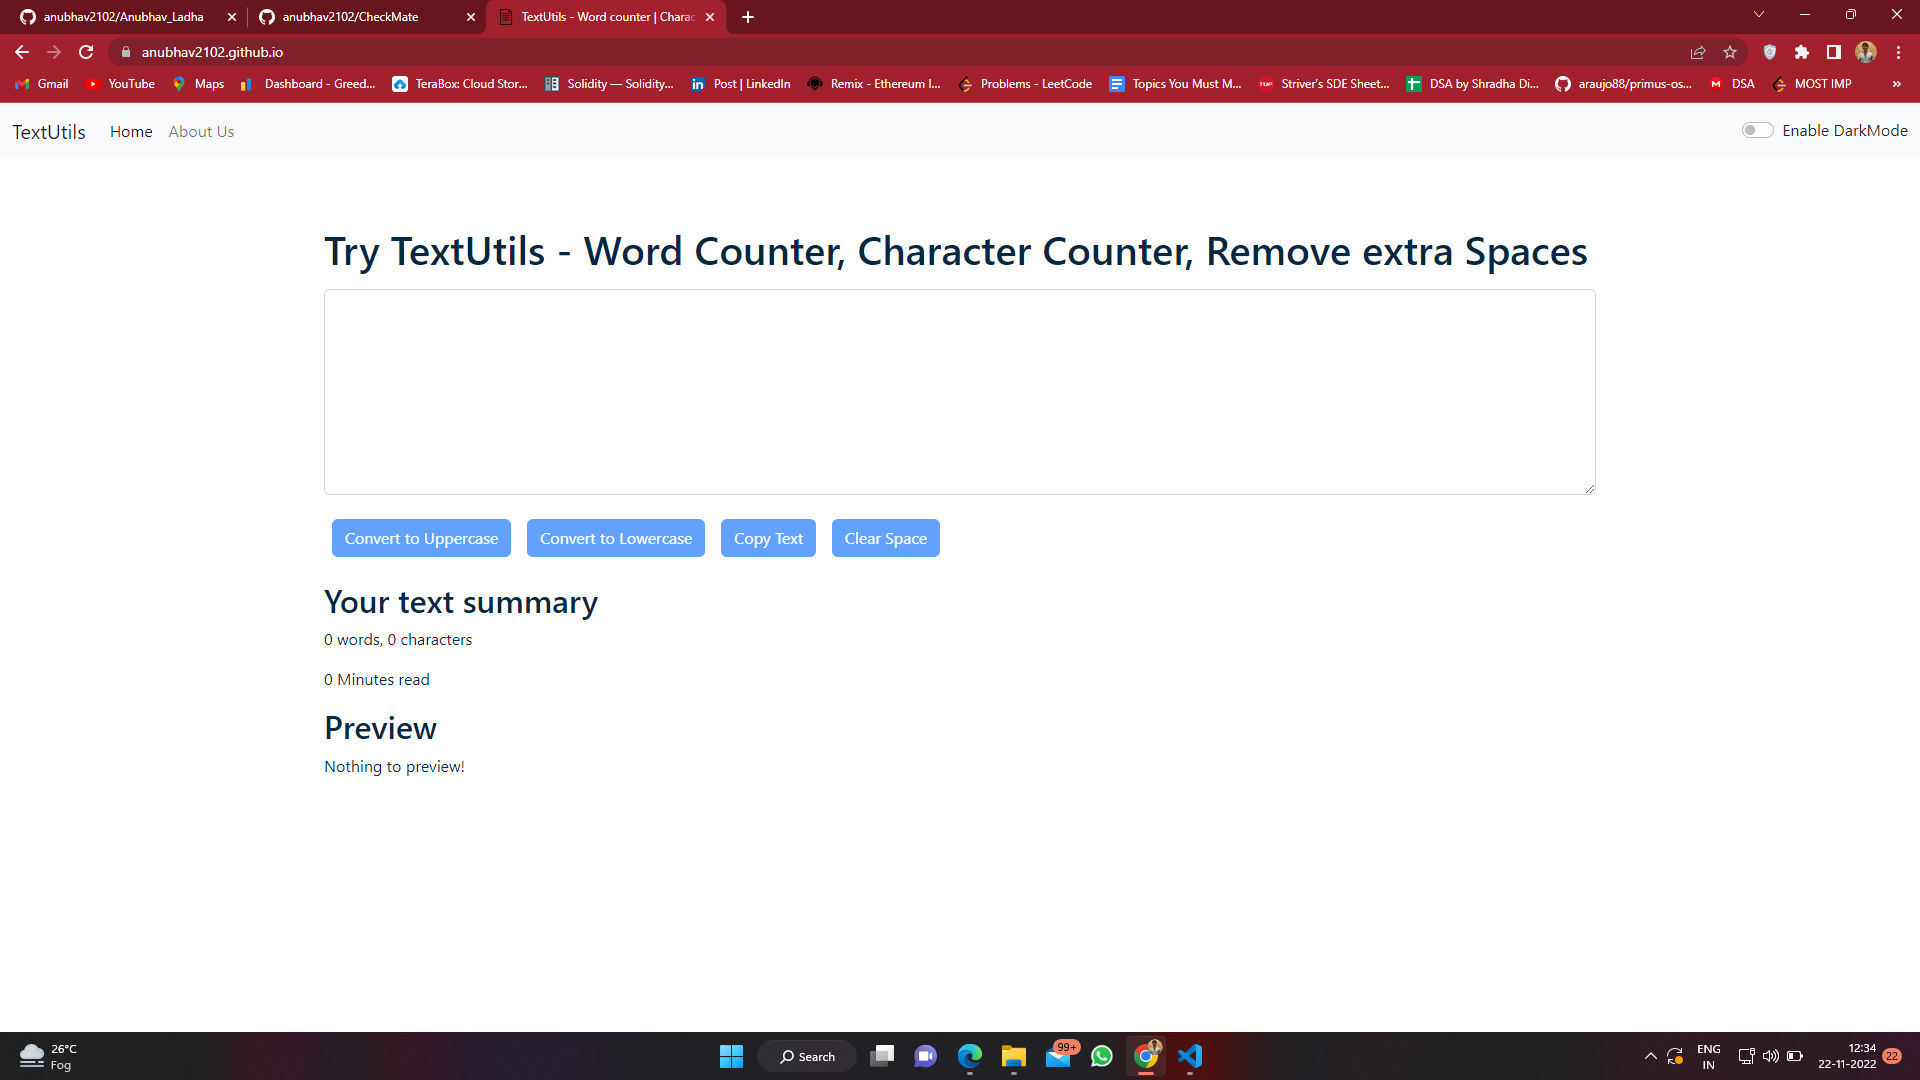 anubhav2102/Anubhav_Ladha
anubhav2102/CheckMate
TextUtils - Word counter | Charac
anubhav2102.github.io
Gmail
YouTube
Maps
Dashboard - Greed...
TeraBox: Cloud Stor...
Solidity — Solidity...
Post | LinkedIn
Remix - Ethereum I...
Problems - LeetCode
Topics You Must M...
Striver's SDE Sheet...
DSA by Shradha Di...
araujo88/primus-os...
DSA
MOST IMP
»
TextUtils
Home
About Us
Enable DarkMode
Try TextUtils - Word Counter, Character Counter, Remove extra Spaces
Convert to Uppercase
Convert to Lowercase
Copy Text
Clear Space
Your text summary
0 words, 0 characters
0 Minutes read
Preview
Nothing to preview!
26°C
Fog
Search
99+
ENG
IN
12:34
22-11-2022
22